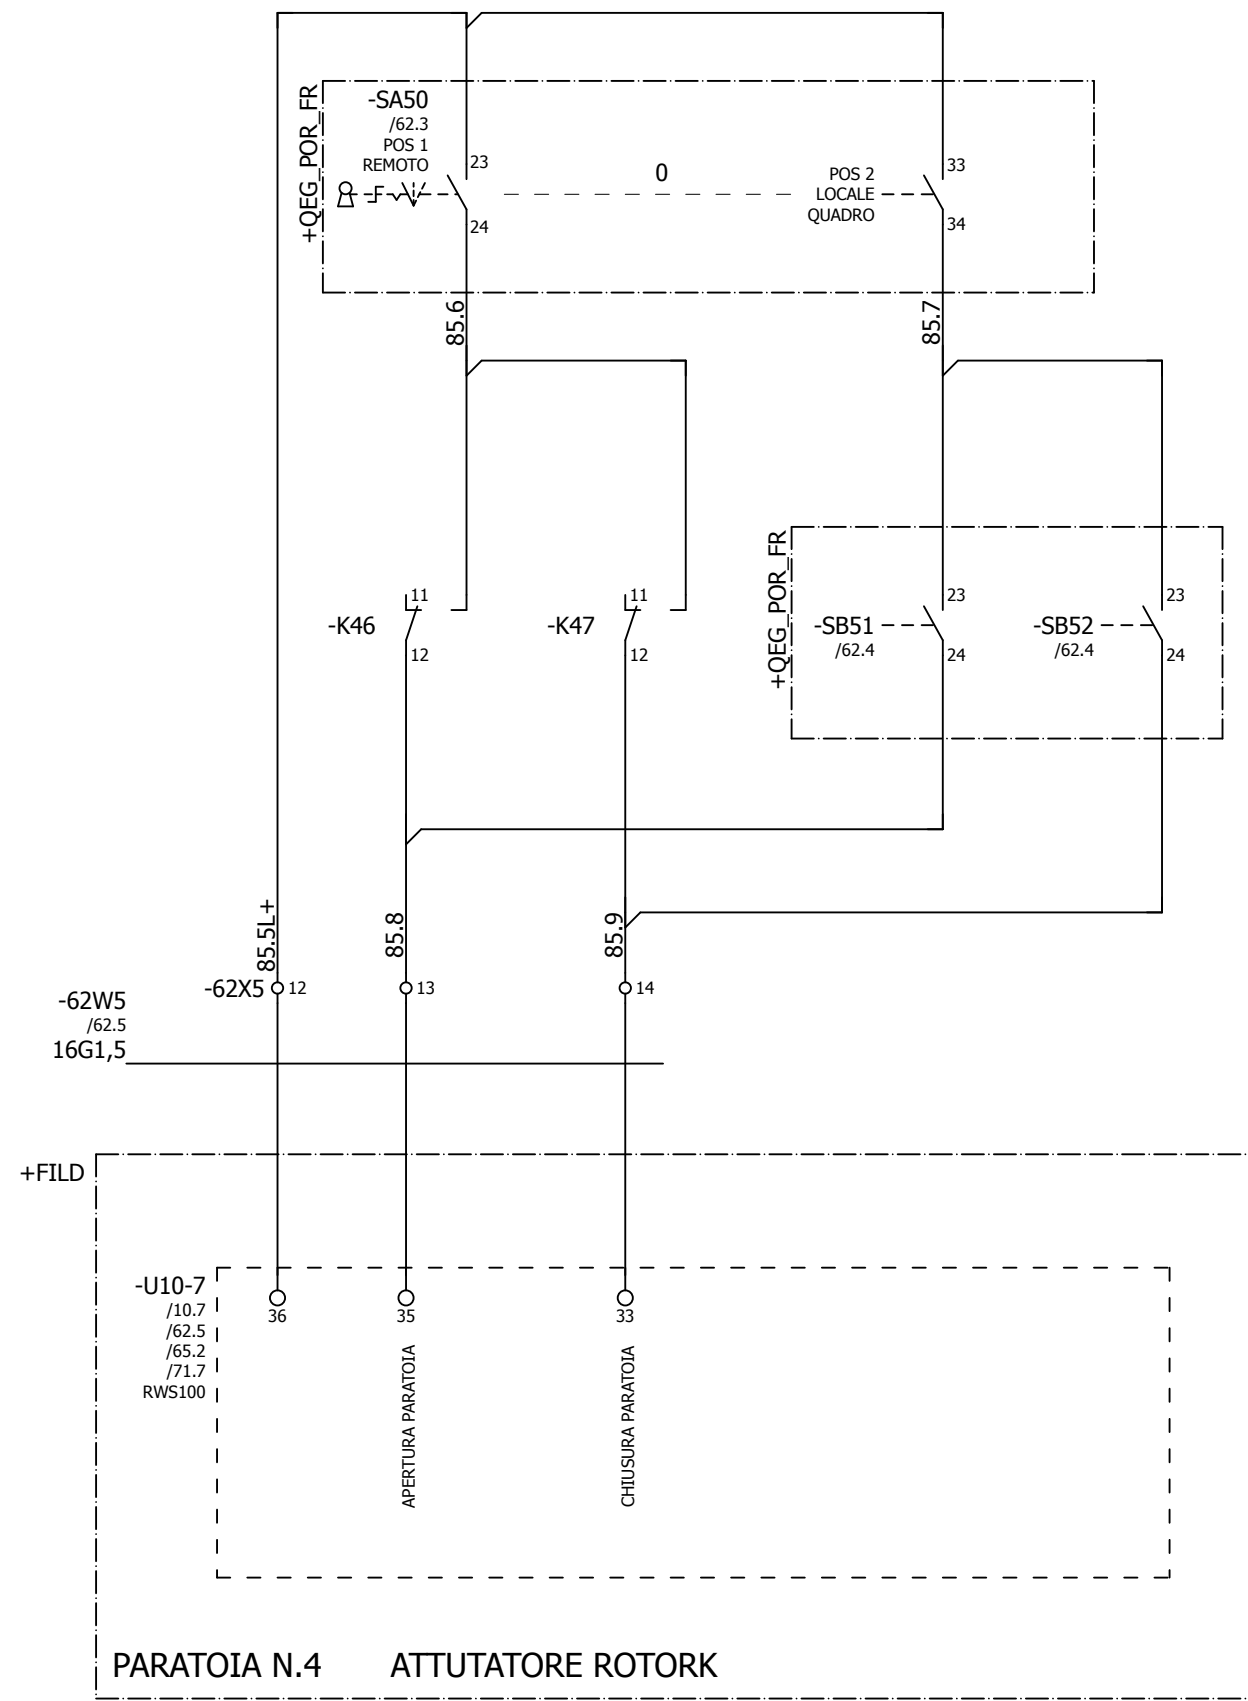 +QEG_POR_FR
-SA50
/62.3
POS 1
REMOTO
23
24
0
POS 2
LOCALE
QUADRO
33
34
85.6
85.7
-K46
11
12
-K47
11
12
+QEG_POR_FR
-SB51
/62.4
23
24
-SB52
/62.4
23
24
85.5L+
85.8
85.9
-62X5
12
13
14
-62W5
/62.5
16G1,5
+FILD
-U10-7
/10.7
/62.5
/65.2
/71.7
RWS100
36
35
33
APERTURA PARATOIA
CHIUSURA PARATOIA
PARATOIA N.4
ATTUTATORE ROTORK